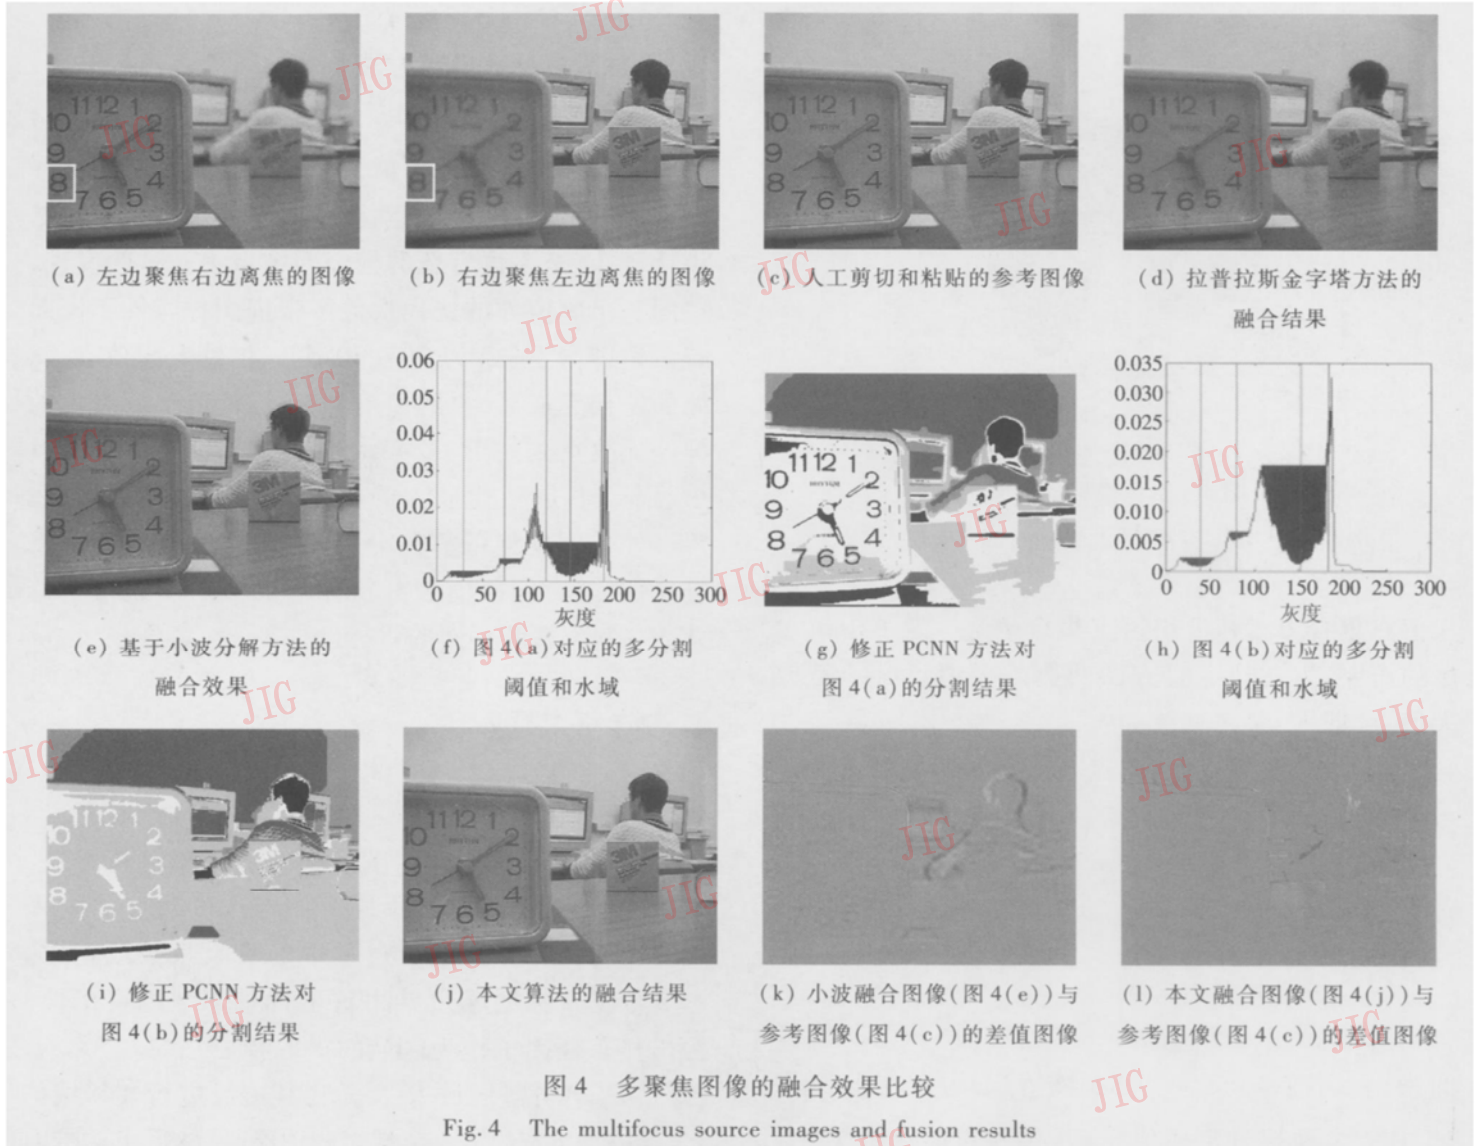 (a) 左边聚焦右边离焦的图像
(b) 右边聚焦左边离焦的图像
(c) 人工剪切和粘贴的参考图像
(d) 拉普拉斯金字塔方法的
融合结果
0.06
0.05
0.04
0.03
0.02
0.01
0
0 50 100 150 200 250 300
灰度
0.035
0.030
0.025
0.020
0.015
0.010
0.005
0
0 50 100 150 200 250 300
灰度
(e) 基于小波分解方法的
融合效果
(f) 图 4(a)对应的多分割
阈值和水域
(g) 修正 PCNN 方法对
图 4(a)的分割结果
(h) 图 4(b)对应的多分割
阈值和水域
(i) 修正 PCNN 方法对
图 4(b)的分割结果
(j) 本文算法的融合结果
(k) 小波融合图像(图 4(e))与
参考图像(图 4(c))的差值图像
(l) 本文融合图像(图 4(j))与
参考图像(图 4(c))的差值图像
图 4 多聚焦图像的融合效果比较
Fig. 4 The multifocus source images and fusion results
JIG